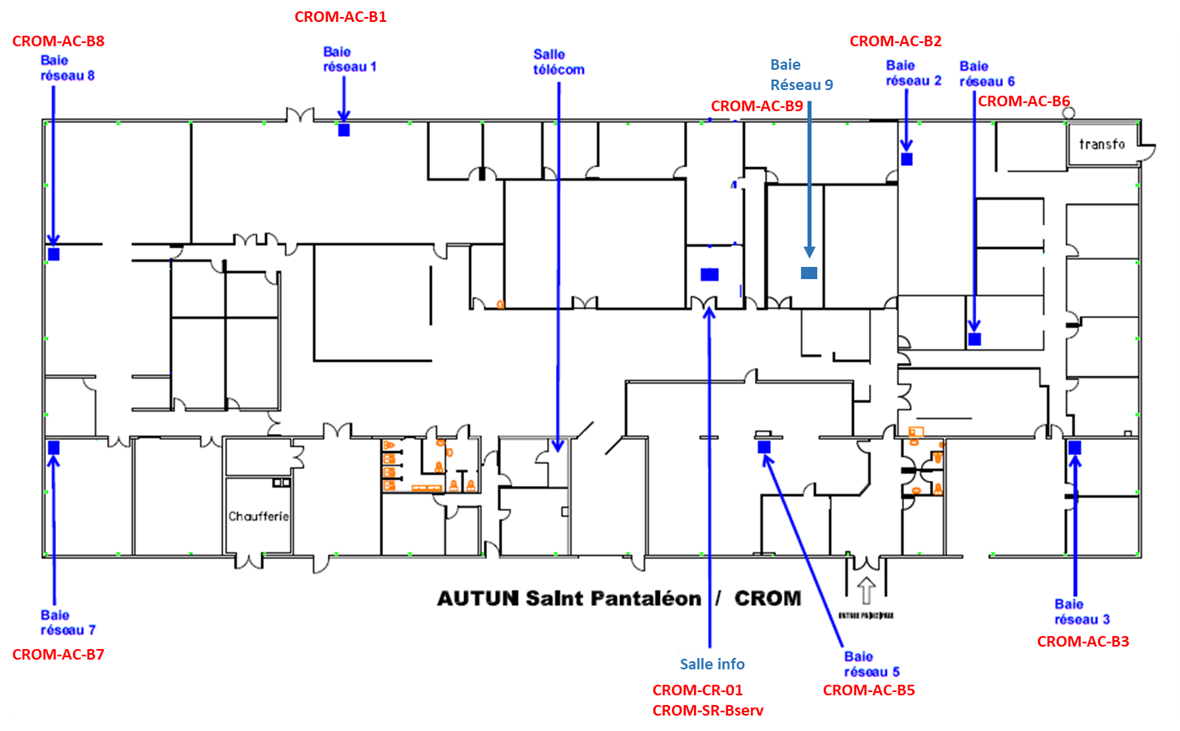 CROM-AC-B1
CROM-AC-B8
CROM-AC-B2
Baie
réseau 8
Baie
réseau 1
Salle
télécom
Baie
Réseau 9
Baie
réseau 2
Baie
réseau 6
CROM-AC-B9
CROM-AC-B6
transfo
Chaufferie
AUTUN Saint Pantaléon / CROM
ENTREE PRINCIPALE
Baie
réseau 7
CROM-AC-B7
Baie
réseau 3
CROM-AC-B3
Salle info
CROM-CR-01
CROM-SR-Bserv
Baie
réseau 5
CROM-AC-B5